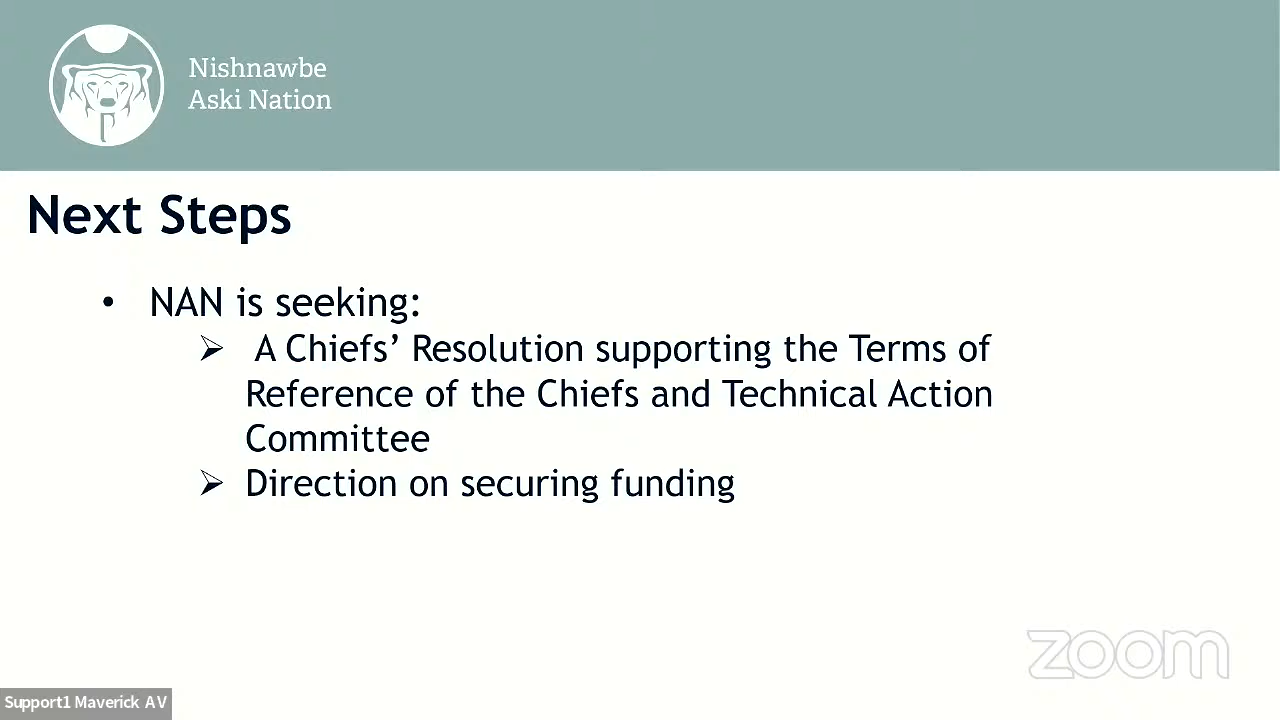 Nishnawbe
Aski Nation
Next Steps
• NAN is seeking:
➢ A Chiefs’ Resolution supporting the Terms of
Reference of the Chiefs and Technical Action
Committee
➢ Direction on securing funding
zoom
Support1 Maverick AV